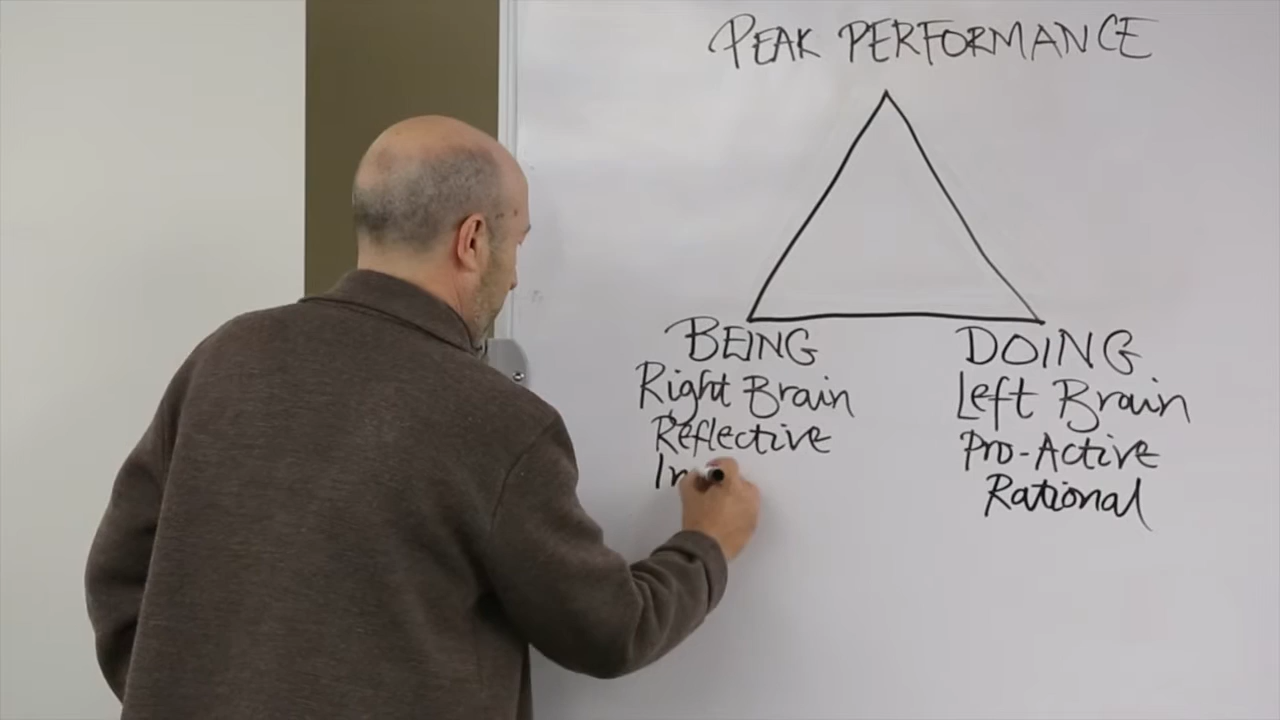 PEAK PERFORMANCE
BEING
Right Brain
Reflective
DOING
Left Brain
Pro-Active
Rational